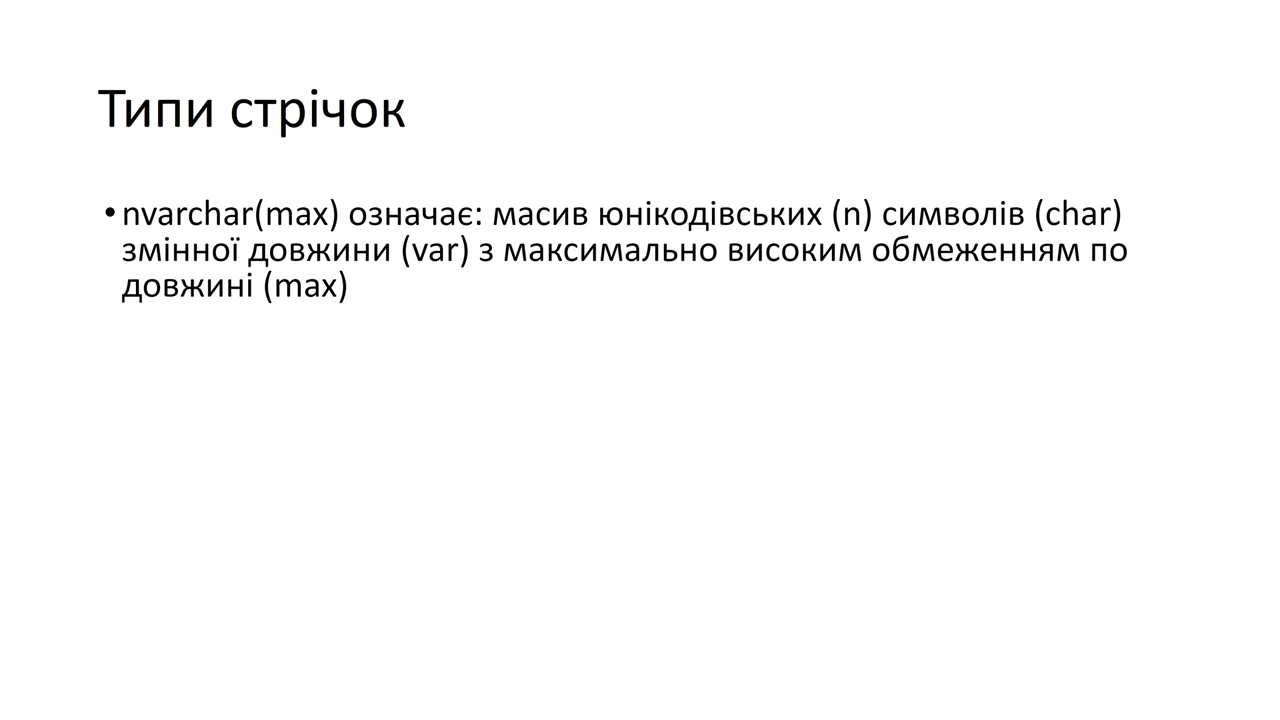 Типи стрічок
• nvarchar(max) означає: масив юнікодівських (n) символів (char)
змінної довжини (var) з максимально високим обмеженням по
довжині (max)